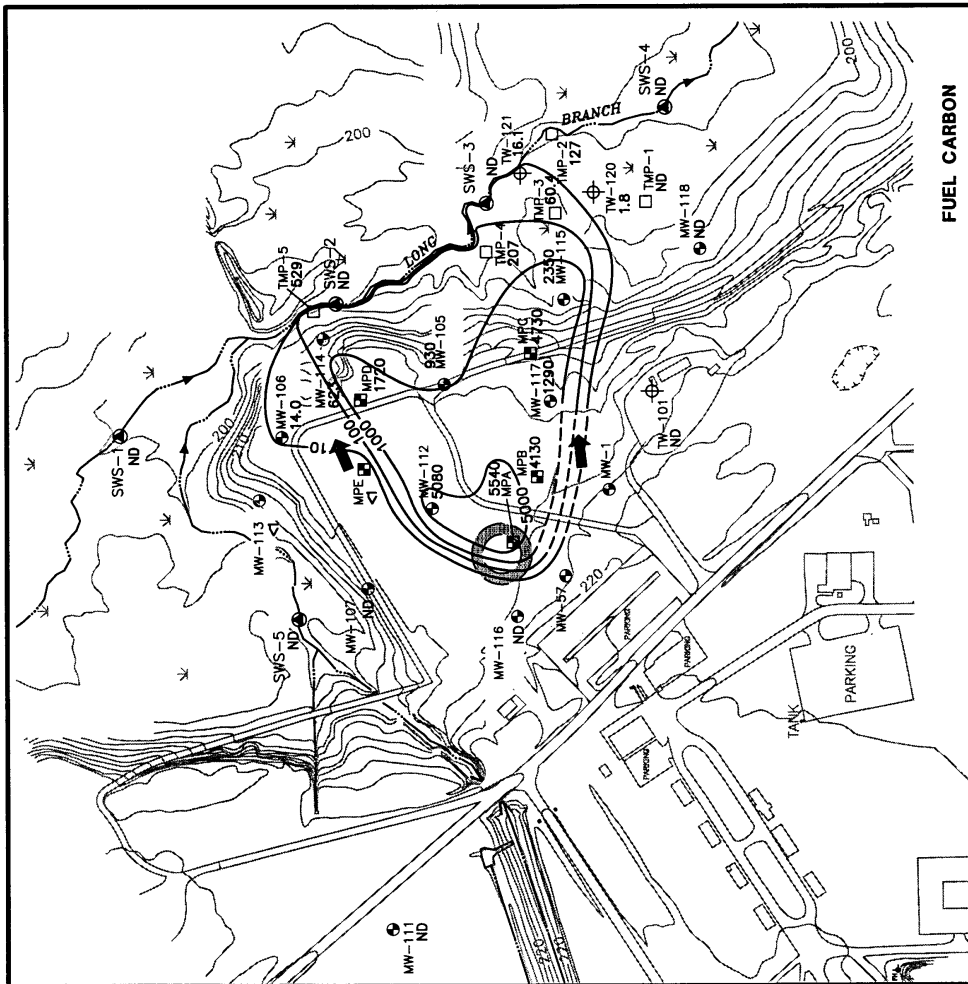 200
200
SWS-4
ND
BRANCH
TW-121
16.1
SWS-3
ND
TMP-2
127
TMP-3
60.4
TW-120
1.8
TMP-1
ND
MW-118
ND
LONG
TMP-4
207
2350
MW-115
TMP-5
529
SWS-2
ND
MW-105
930
MPC
4730
MW-114
MPD
1720
MW-117
1290
TW-101
ND
MW-106
14.0
10
100
1000
MW-112
5080
MPE
5540
MPA
5000
MPB
4130
MW-1
SWS-1
ND
200
210
MW-113
MW-107
ND
SWS-5
ND
MW-116
ND
MW-57
220
PARKING
PARKING
PARKING
TANK
PARKING
MW-111
ND
220
220
FUEL CARBON